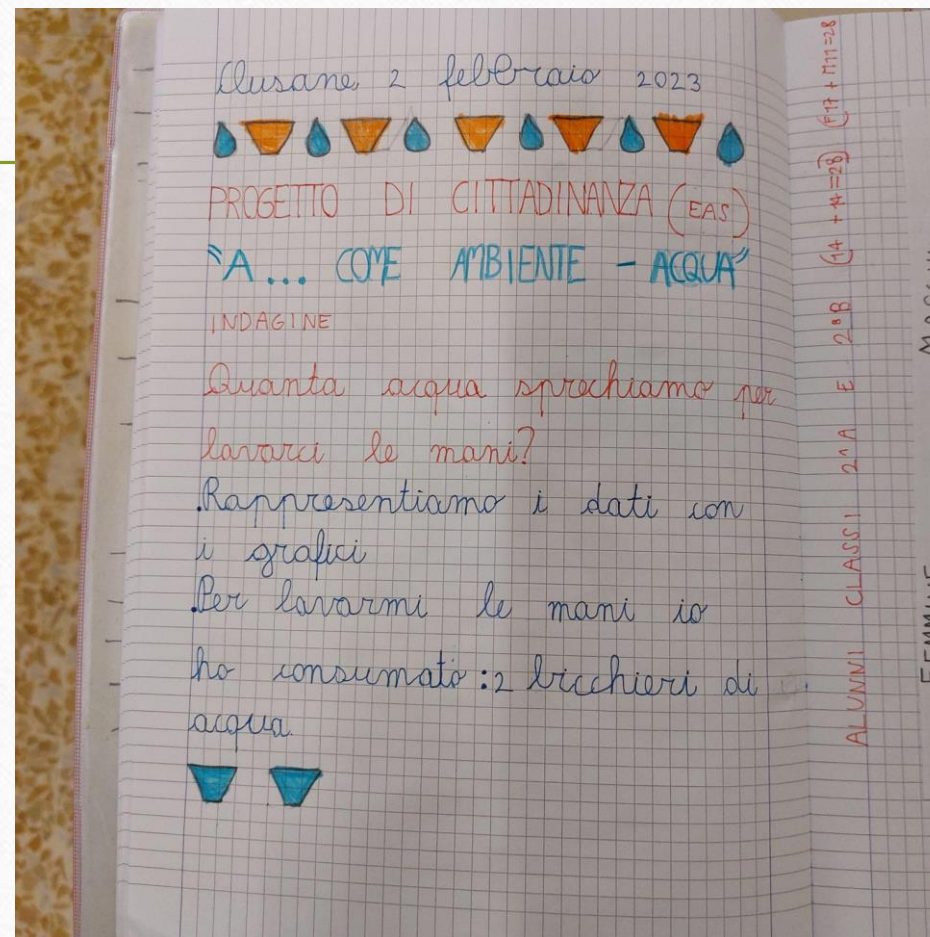 Clusane, 2 febbraio 2023
PROGETTO DI CITTADINANZA (EAS)
"A... COME AMBIENTE - ACQUA"
INDAGINE
Quanta acqua sprechiamo per
lavarci le mani?
.Rappresentiamo i dati con
i grafici
.Per lavarmi le mani io
ho consumato: 2 bicchieri di
acqua.
ALUNNI CLASSI 2^A E 2^B (14 + 14 = 28) (F17 + M11 = 28)